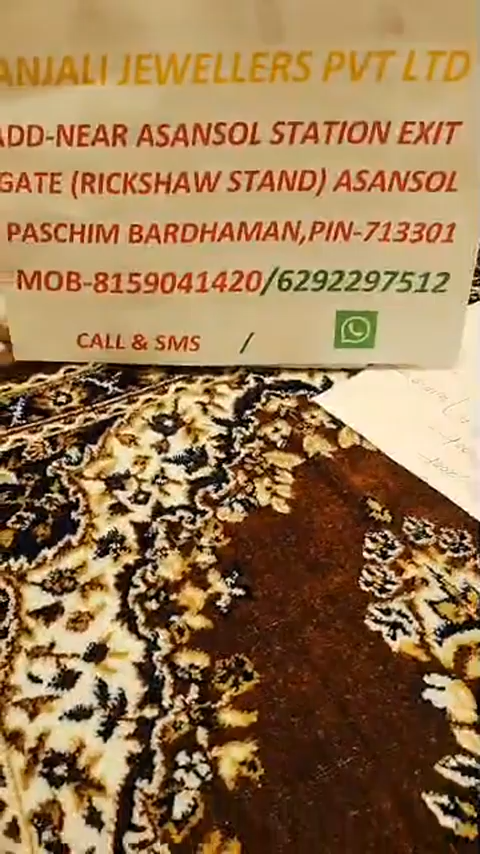 ANJALI JEWELLERS PVT LTD
ADD-NEAR ASANSOL STATION EXIT
GATE (RICKSHAW STAND) ASANSOL
PASCHIM BARDHAMAN,PIN-713301
MOB-8159041420/6292297512
CALL & SMS /